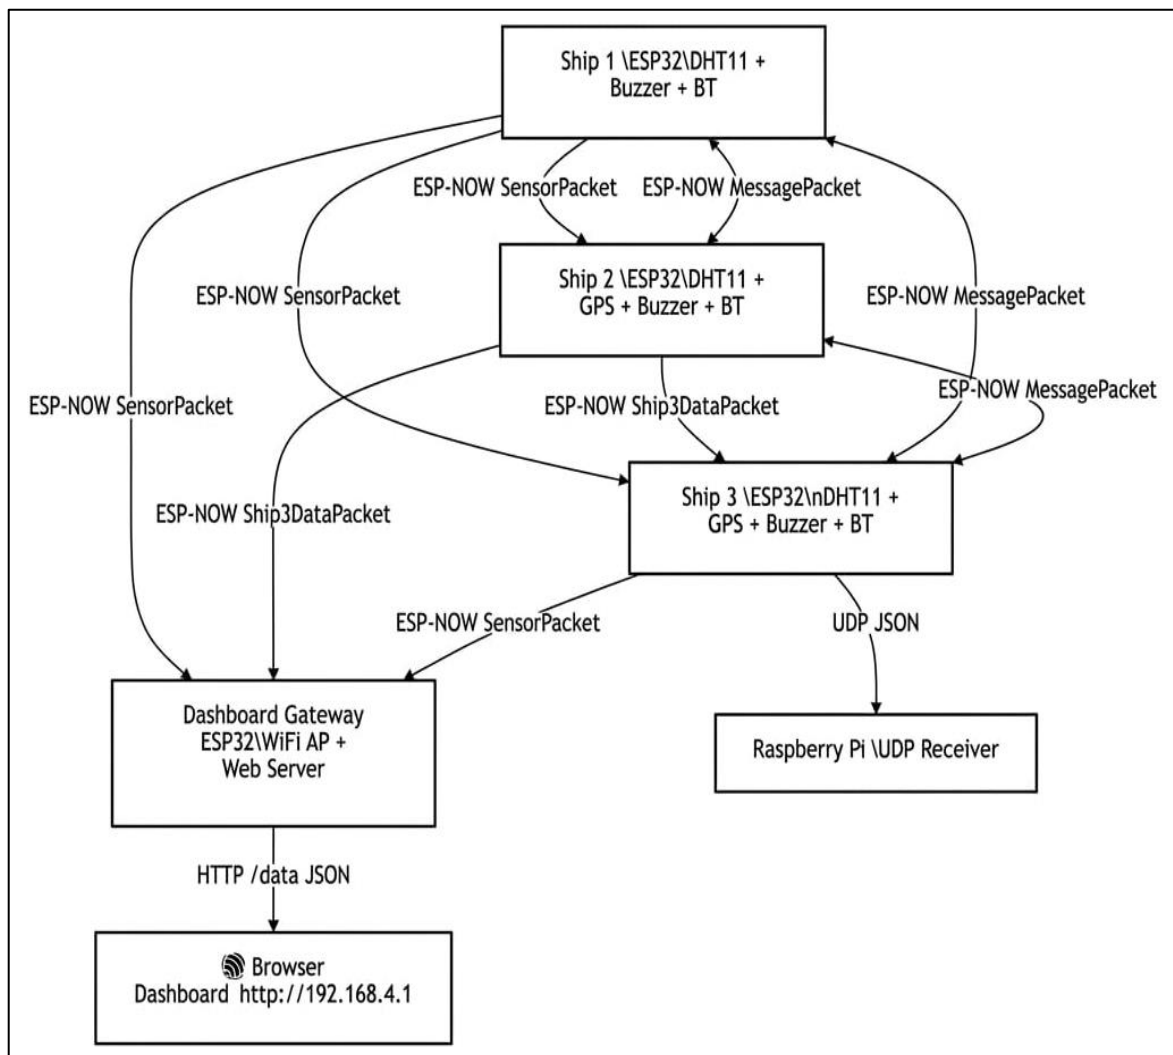 Ship 1 \ESP32\DHT11 +
Buzzer + BT
ESP-NOW SensorPacket
ESP-NOW MessagePacket
Ship 2 \ESP32\DHT11 +
GPS + Buzzer + BT
ESP-NOW SensorPacket
ESP-NOW MessagePacket
ESP-NOW SensorPacket
ESP-NOW Ship3DataPacket
ESP-NOW MessagePacket
Ship 3 \ESP32\nDHT11 +
GPS + Buzzer + BT
ESP-NOW Ship3DataPacket
ESP-NOW SensorPacket
UDP JSON
Dashboard Gateway
ESP32\WiFi AP +
Web Server
Raspberry Pi \UDP Receiver
HTTP /data JSON
Browser
Dashboard http://192.168.4.1